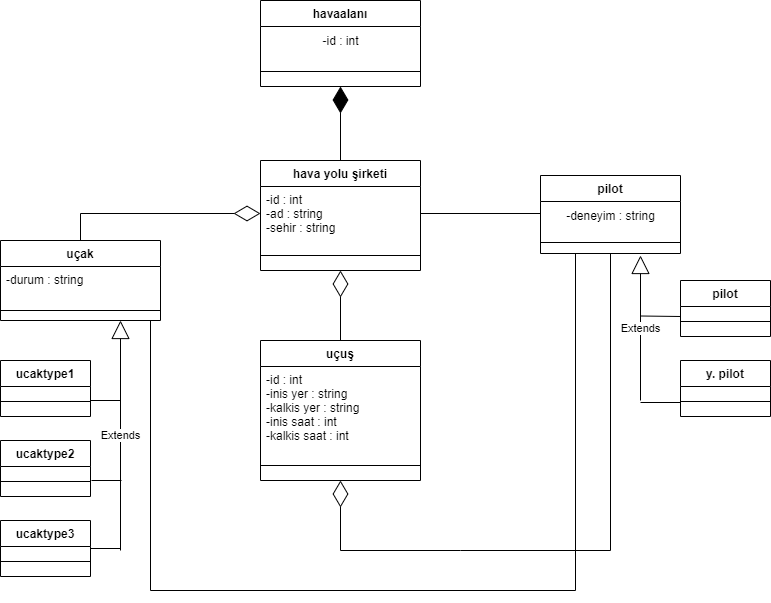 havaalanı
-id : int
hava yolu şirketi
-id : int
-ad : string
-sehir : string
pilot
-deneyim : string
uçak
-durum : string
pilot
Extends
y. pilot
uçuş
-id : int
-inis yer : string
-kalkis yer : string
-inis saat : int
-kalkis saat : int
ucaktype1
Extends
ucaktype2
ucaktype3